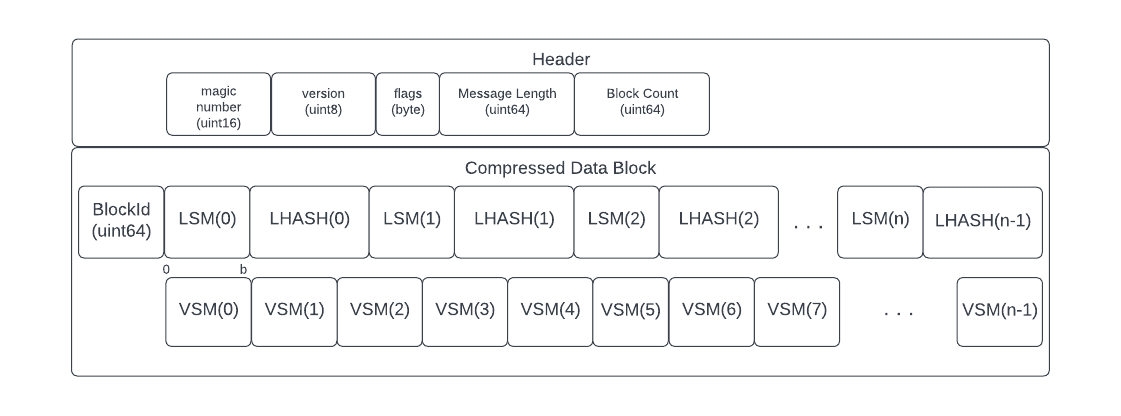 Header
magic
number
(uint16)
version
(uint8)
flags
(byte)
Message Length
(uint64)
Block Count
(uint64)
Compressed Data Block
BlockId
(uint64)
LSM(0)
LHASH(0)
LSM(1)
LHASH(1)
LSM(2)
LHASH(2)
. . .
LSM(n)
LHASH(n-1)
0
b
VSM(0)
VSM(1)
VSM(2)
VSM(3)
VSM(4)
VSM(5)
VSM(6)
VSM(7)
. . .
VSM(n-1)